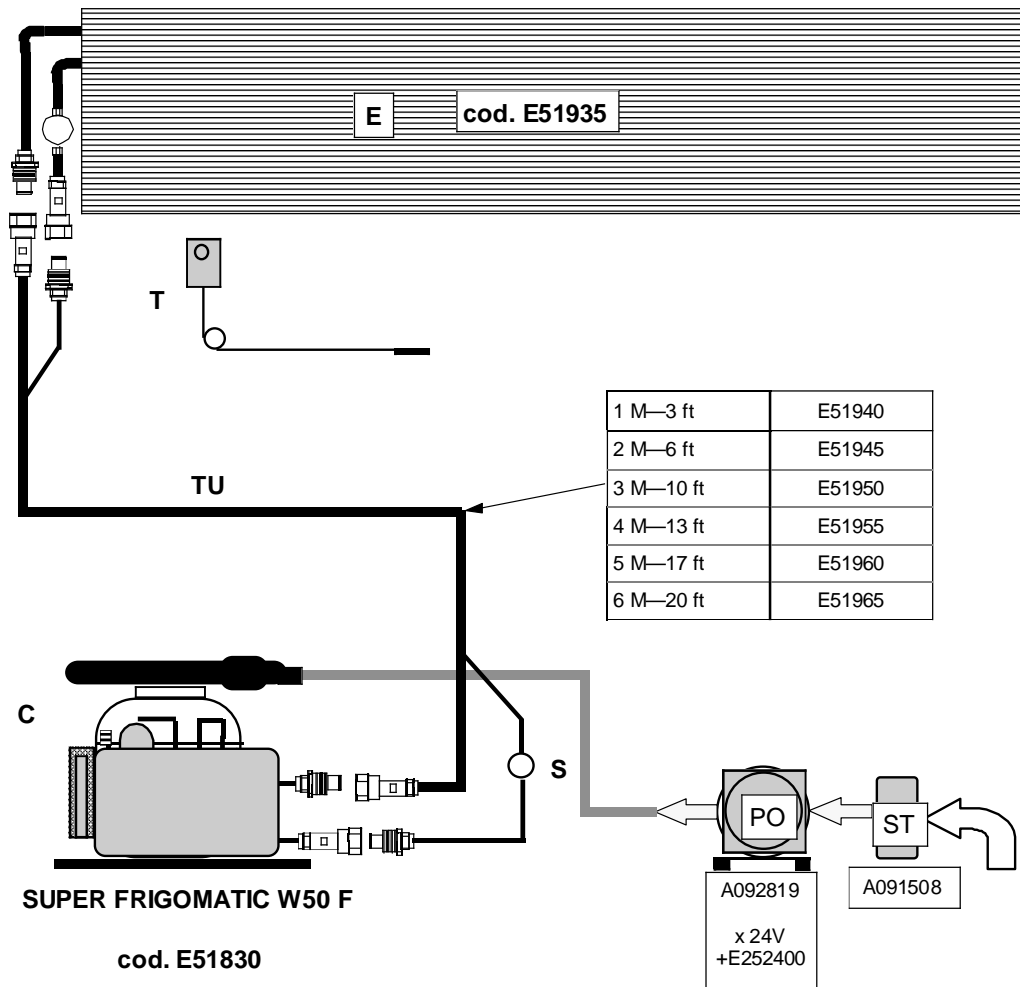 E
cod. E51935
T
1 M—3 ft E51940
2 M—6 ft E51945
3 M—10 ft E51950
4 M—13 ft E51955
5 M—17 ft E51960
6 M—20 ft E51965
TU
C
S
PO
ST
A092819
x 24V
+E252400
A091508
SUPER FRIGOMATIC W50 F
cod. E51830